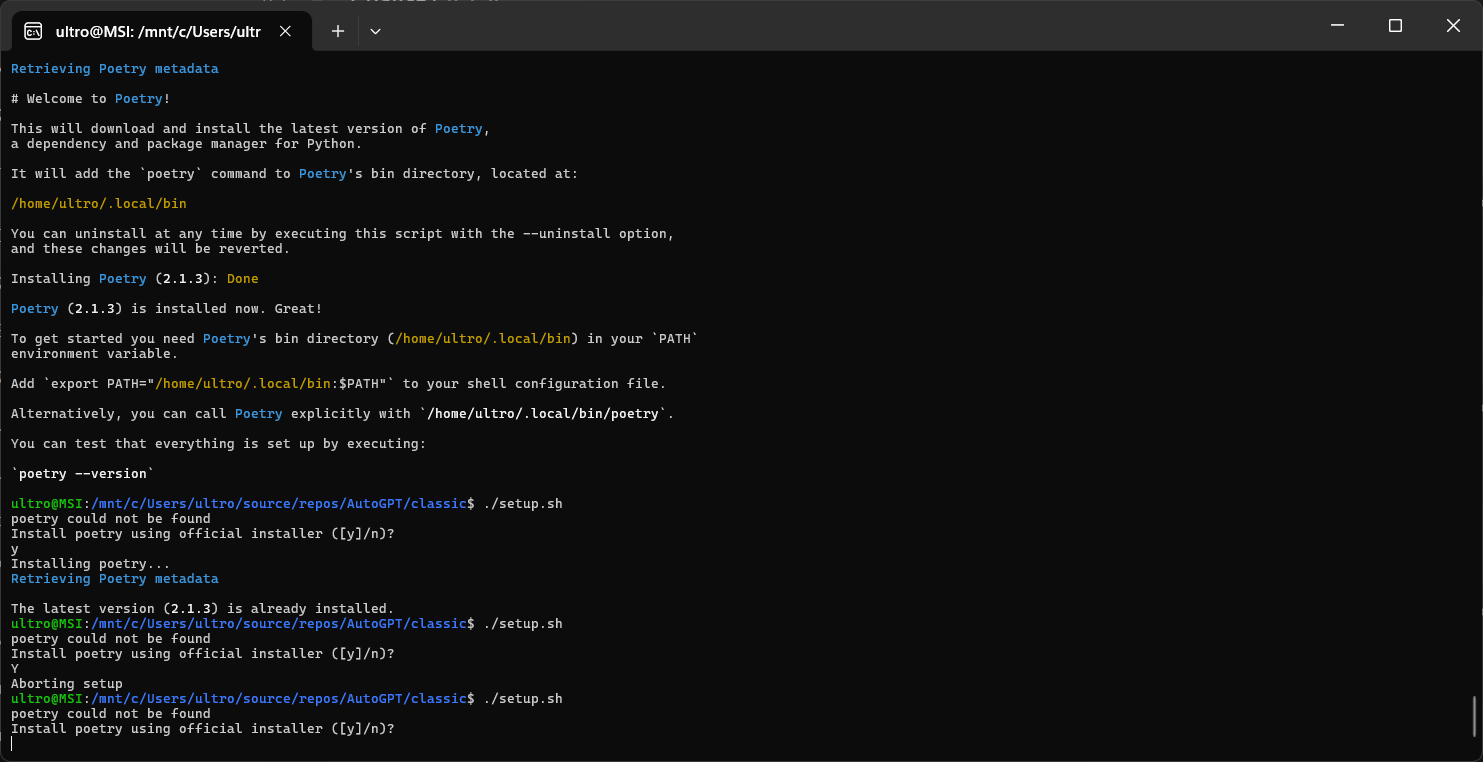 ultro@MSI: /mnt/c/Users/ultr
Retrieving Poetry metadata
# Welcome to Poetry!
This will download and install the latest version of Poetry,
a dependency and package manager for Python.
It will add the `poetry` command to Poetry's bin directory, located at:
/home/ultro/.local/bin
You can uninstall at any time by executing this script with the --uninstall option,
and these changes will be reverted.
Installing Poetry (2.1.3): Done
Poetry (2.1.3) is installed now. Great!
To get started you need Poetry's bin directory (/home/ultro/.local/bin) in your `PATH`
environment variable.
Add `export PATH="/home/ultro/.local/bin:$PATH"` to your shell configuration file.
Alternatively, you can call Poetry explicitly with `/home/ultro/.local/bin/poetry`.
You can test that everything is set up by executing:
`poetry --version`
ultro@MSI:/mnt/c/Users/ultro/source/repos/AutoGPT/classic$ ./setup.sh
poetry could not be found
Install poetry using official installer ([y]/n)?
y
Installing poetry...
Retrieving Poetry metadata
The latest version (2.1.3) is already installed.
ultro@MSI:/mnt/c/Users/ultro/source/repos/AutoGPT/classic$ ./setup.sh
poetry could not be found
Install poetry using official installer ([y]/n)?
Y
Aborting setup
ultro@MSI:/mnt/c/Users/ultro/source/repos/AutoGPT/classic$ ./setup.sh
poetry could not be found
Install poetry using official installer ([y]/n)?